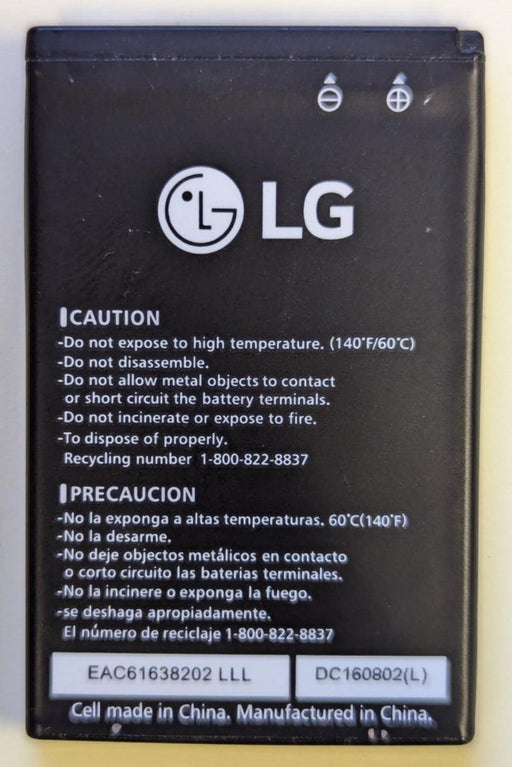 LG
CAUTION
-Do not expose to high temperature. (140°F/60°C)
-Do not disassemble.
-Do not allow metal objects to contact
or short circuit the battery terminals.
-Do not incinerate or expose to fire.
-To dispose of properly.
Recycling number 1-800-822-8837
PRECAUCION
-No la exponga a altas temperaturas. 60°C(140°F)
-No la desarme.
-No deje objectos metálicos en contacto
o corto circuito las baterias terminales.
-No la incinere o exponga la fuego.
-se deshaga apropiadamente.
El número de reciclaje 1-800-822-8837
EAC61638202 LLL DC160802(L)
Cell made in China. Manufactured in China.